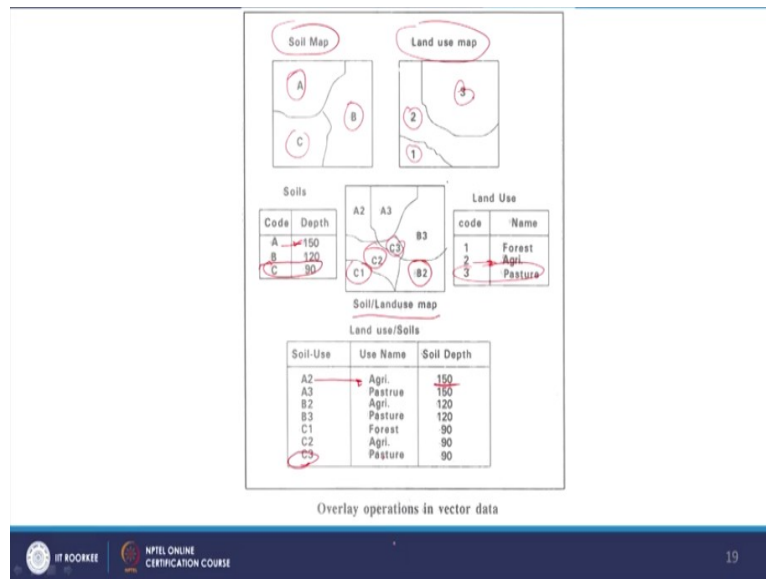 Soil Map
Land use map
A
B
C
3
2
1
Soils
Code Depth
A 150
B 120
C 90
A2 A3
B3
C3
C2
C1 B2
Soil/Landuse map
Land Use
code Name
1 Forest
2 Agri.
3 Pasture
Land use/Soils
Soil-Use Use Name Soil Depth
A2 Agri. 150
A3 Pastrue 150
B2 Agri. 120
B3 Pasture 120
C1 Forest 90
C2 Agri. 90
C3 Pasture 90
Overlay operations in vector data
IIT ROORKEE
NPTEL ONLINE
CERTIFICATION COURSE
19